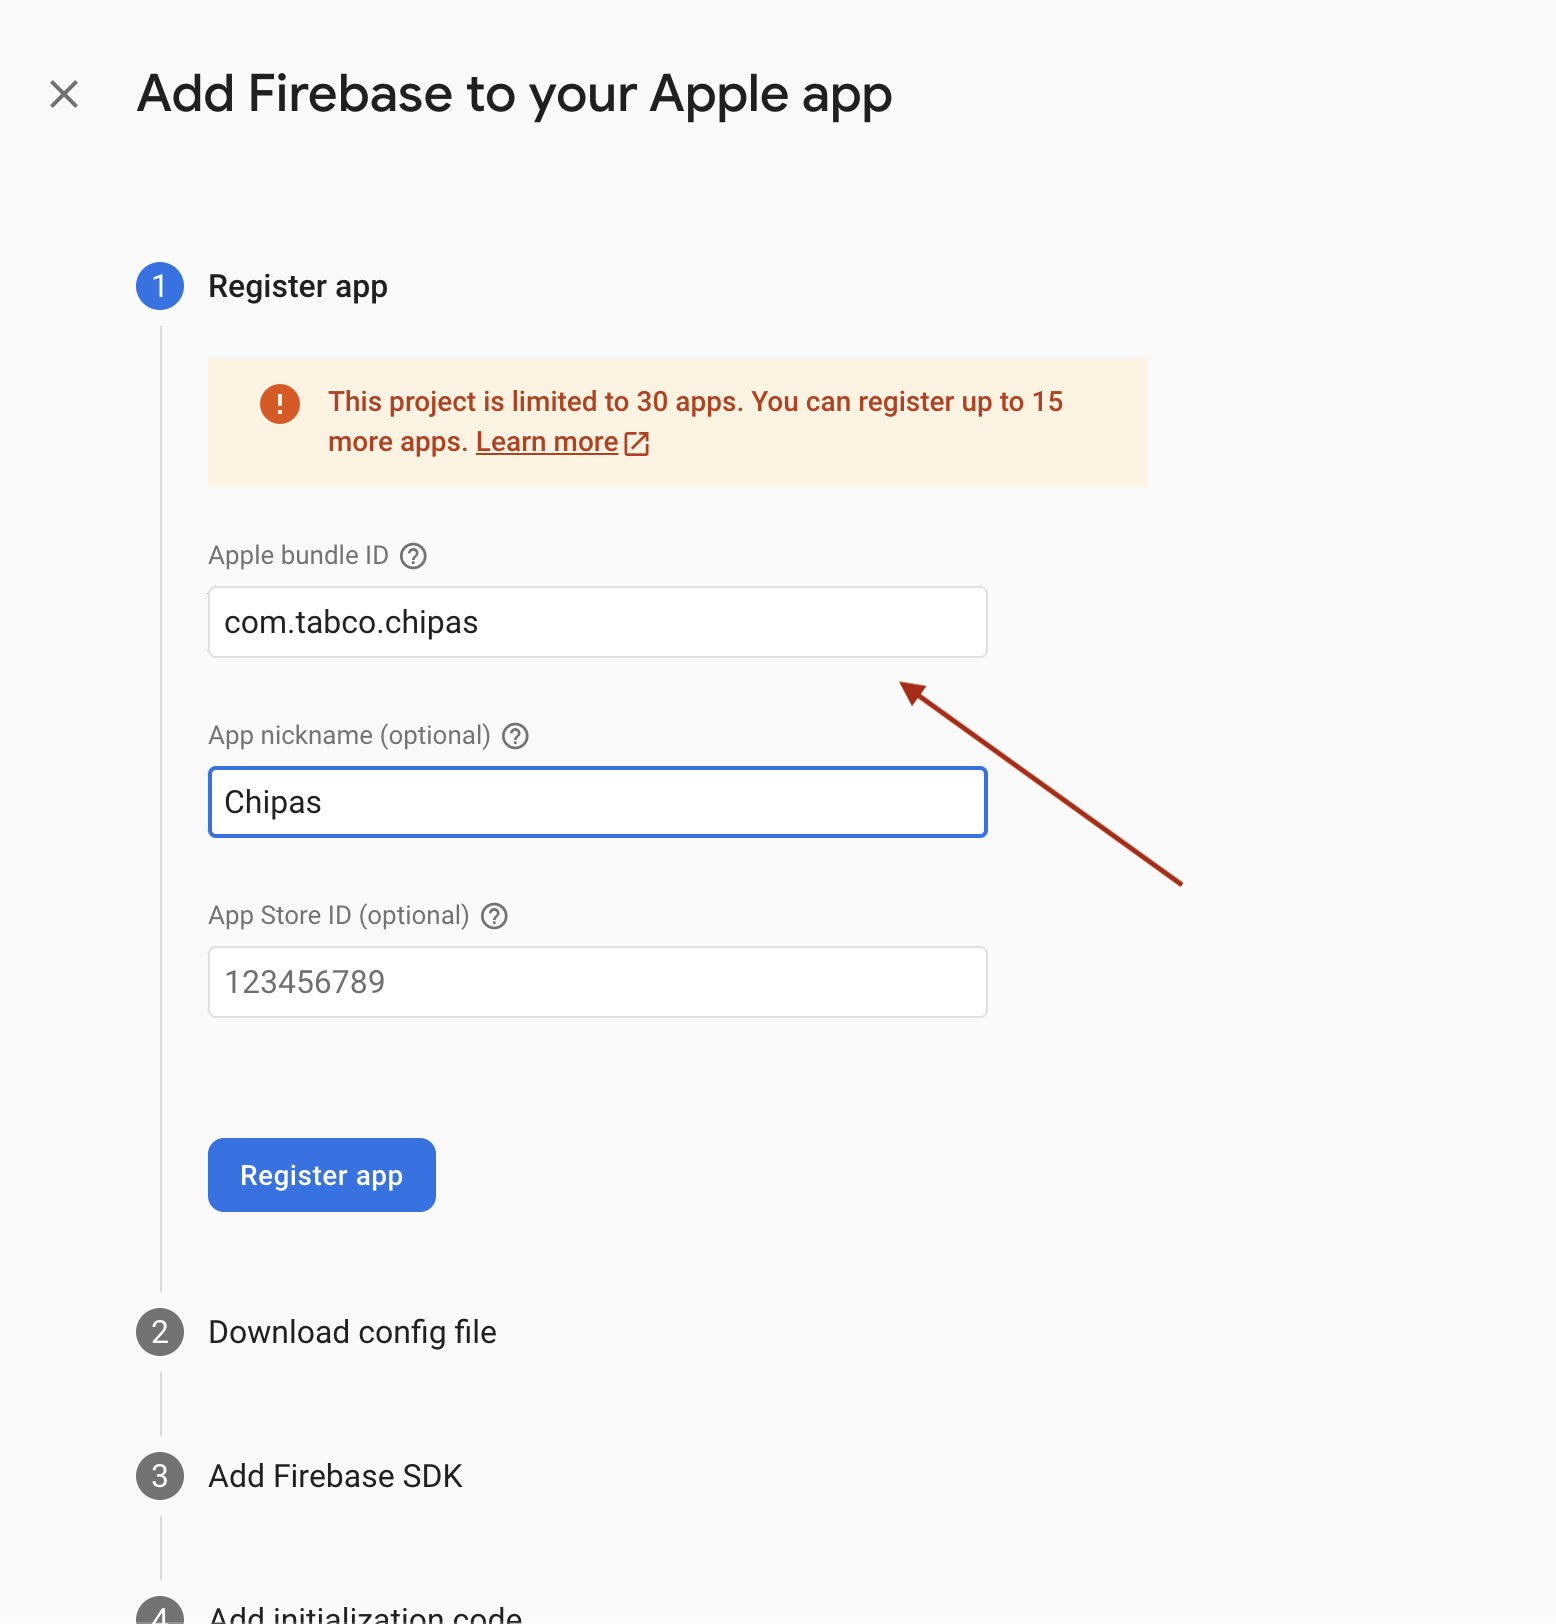 Add Firebase to your Apple app
1 Register app
! This project is limited to 30 apps. You can register up to 15
more apps. Learn more
Apple bundle ID ?
com.tabco.chipas
App nickname (optional) ?
Chipas
App Store ID (optional) ?
123456789
Register app
2 Download config file
3 Add Firebase SDK
4 Add initialization code